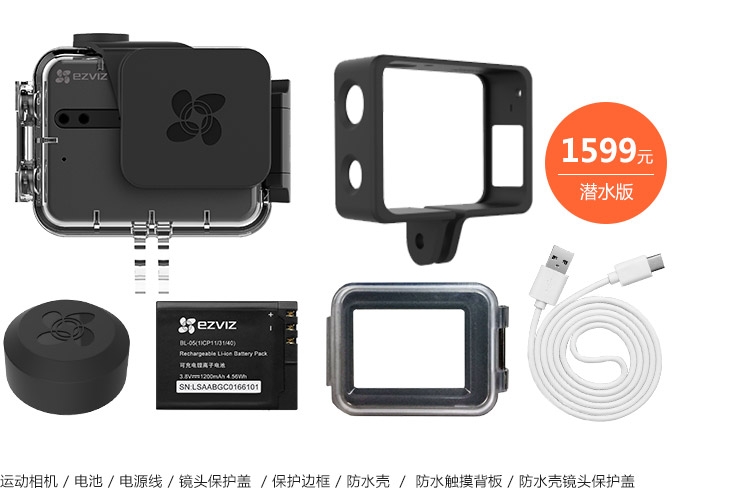 ezviz
1599元
潜水版
ezviz
BL-05(1ICP11/31/40)
Rechargeable Li-ion Battery Pack
可充电锂离子电池
3.8V⎓1200mAh 4.56Wh
SN:LSAABGC0166101
运动相机 / 电池 / 电源线 / 镜头保护盖 / 保护边框 / 防水壳 / 防水触摸背板 / 防水壳镜头保护盖